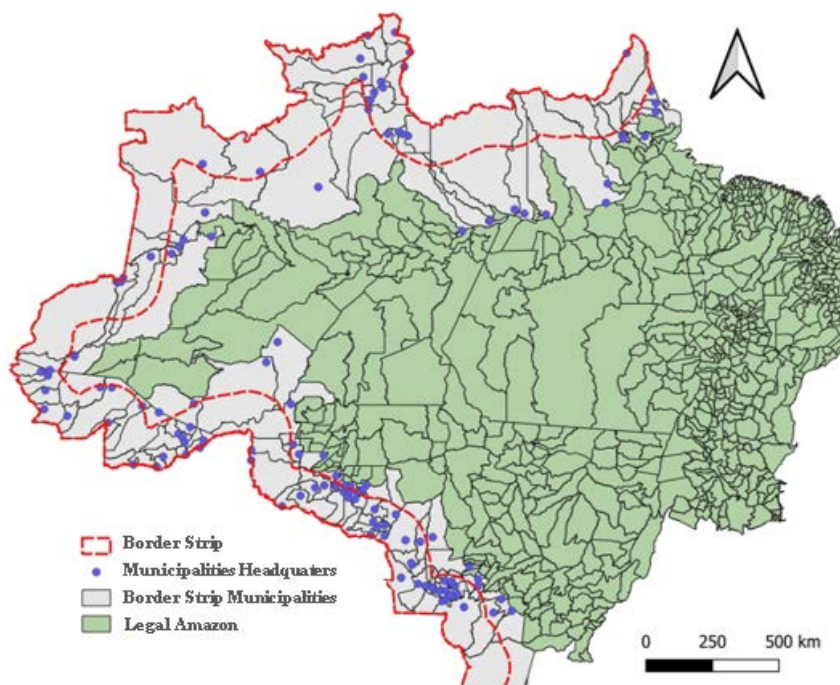 Border Strip
Municipalities Headquaters
Border Strip Municipalities
Legal Amazon
0 250 500 km